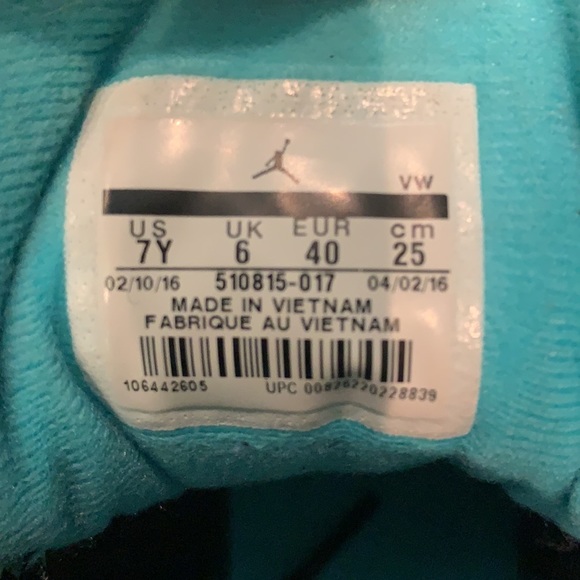 VW
US UK EUR cm
7Y 6 40 25
02/10/16 510815-017 04/02/16
MADE IN VIETNAM
FABRIQUE AU VIETNAM
106442605 UPC 00826220228839